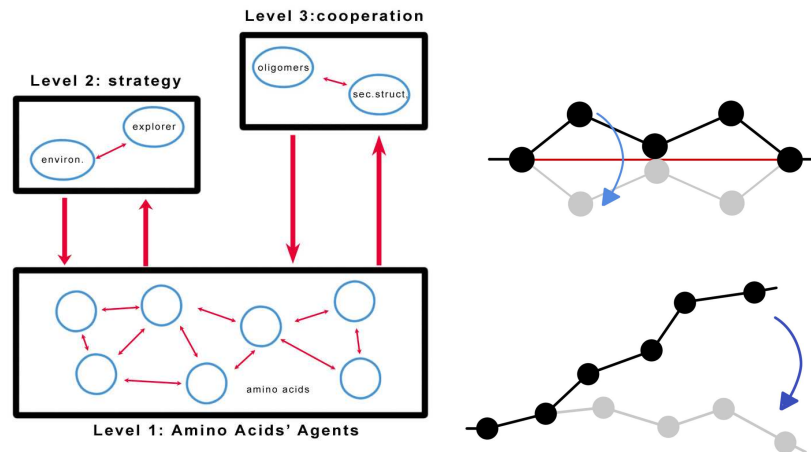 Level 3:cooperation
oligomers
sec.struct.
Level 2: strategy
explorer
environ.
amino acids
Level 1: Amino Acids' Agents